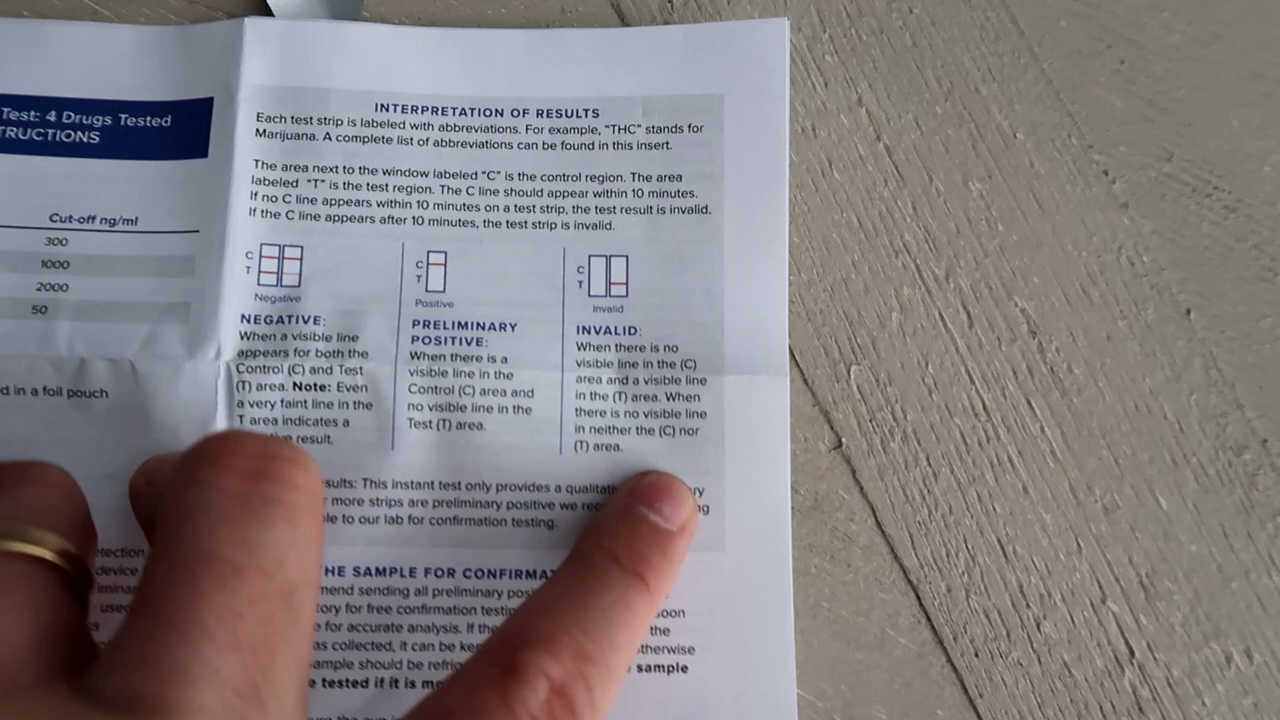 Test: 4 Drugs Tested
TRUCTIONS
Cut-off ng/ml
300
1000
2000
50
d in a foil pouch
INTERPRETATION OF RESULTS
Each test strip is labeled with abbreviations. For example, "THC" stands for
Marijuana. A complete list of abbreviations can be found in this insert.
The area next to the window labeled "C" is the control region. The area
labeled "T" is the test region. The C line should appear within 10 minutes.
If no C line appears within 10 minutes on a test strip, the test result is invalid.
If the C line appears after 10 minutes, the test strip is invalid.
C
T
Negative
NEGATIVE:
When a visible line
appears for both the
Control (C) and Test
(T) area. Note: Even
a very faint line in the
T area indicates a
result.
C
T
Positive
PRELIMINARY
POSITIVE:
When there is a
visible line in the
Control (C) area and
no visible line in the
Test (T) area.
C
T
Invalid
INVALID:
When there is no
visible line in the (C)
area and a visible line
in the (T) area. When
there is no visible line
in neither the (C) nor
(T) area.
sults: This instant test only provides a
more strips are preliminary positive we
le to our lab for confirmation testing.
etection
device
used
HE SAMPLE FOR
mend sending all preliminary
tory for free confirmation
oon
e for accurate analysis. If
the
as collected, it can be
therwise
ample should be
sample
e tested if it is